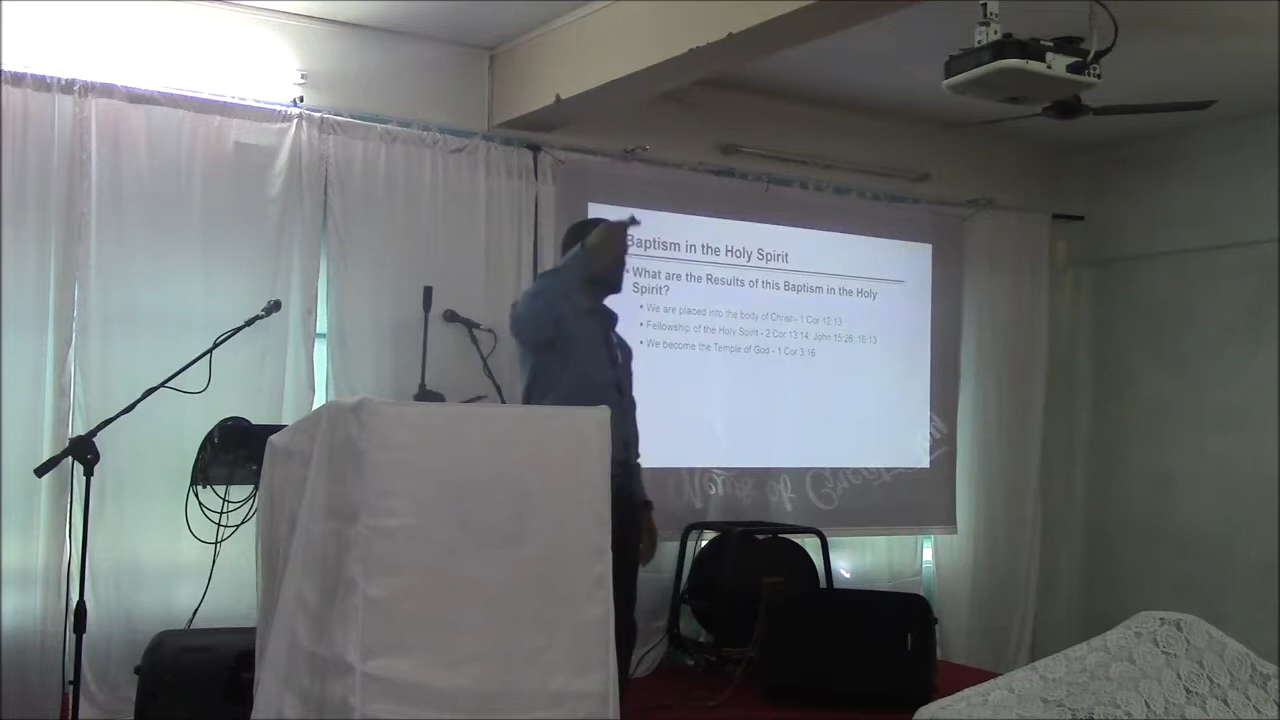 Baptism in the Holy Spirit
What are the Results of this Baptism in the Holy
Spirit?
We are placed into the body of Christ - 1 Cor 12:13
Fellowship of the Holy Spirit - 2 Cor 13:14; John 15:26; 16:13
We become the Temple of God - 1 Cor 3:16